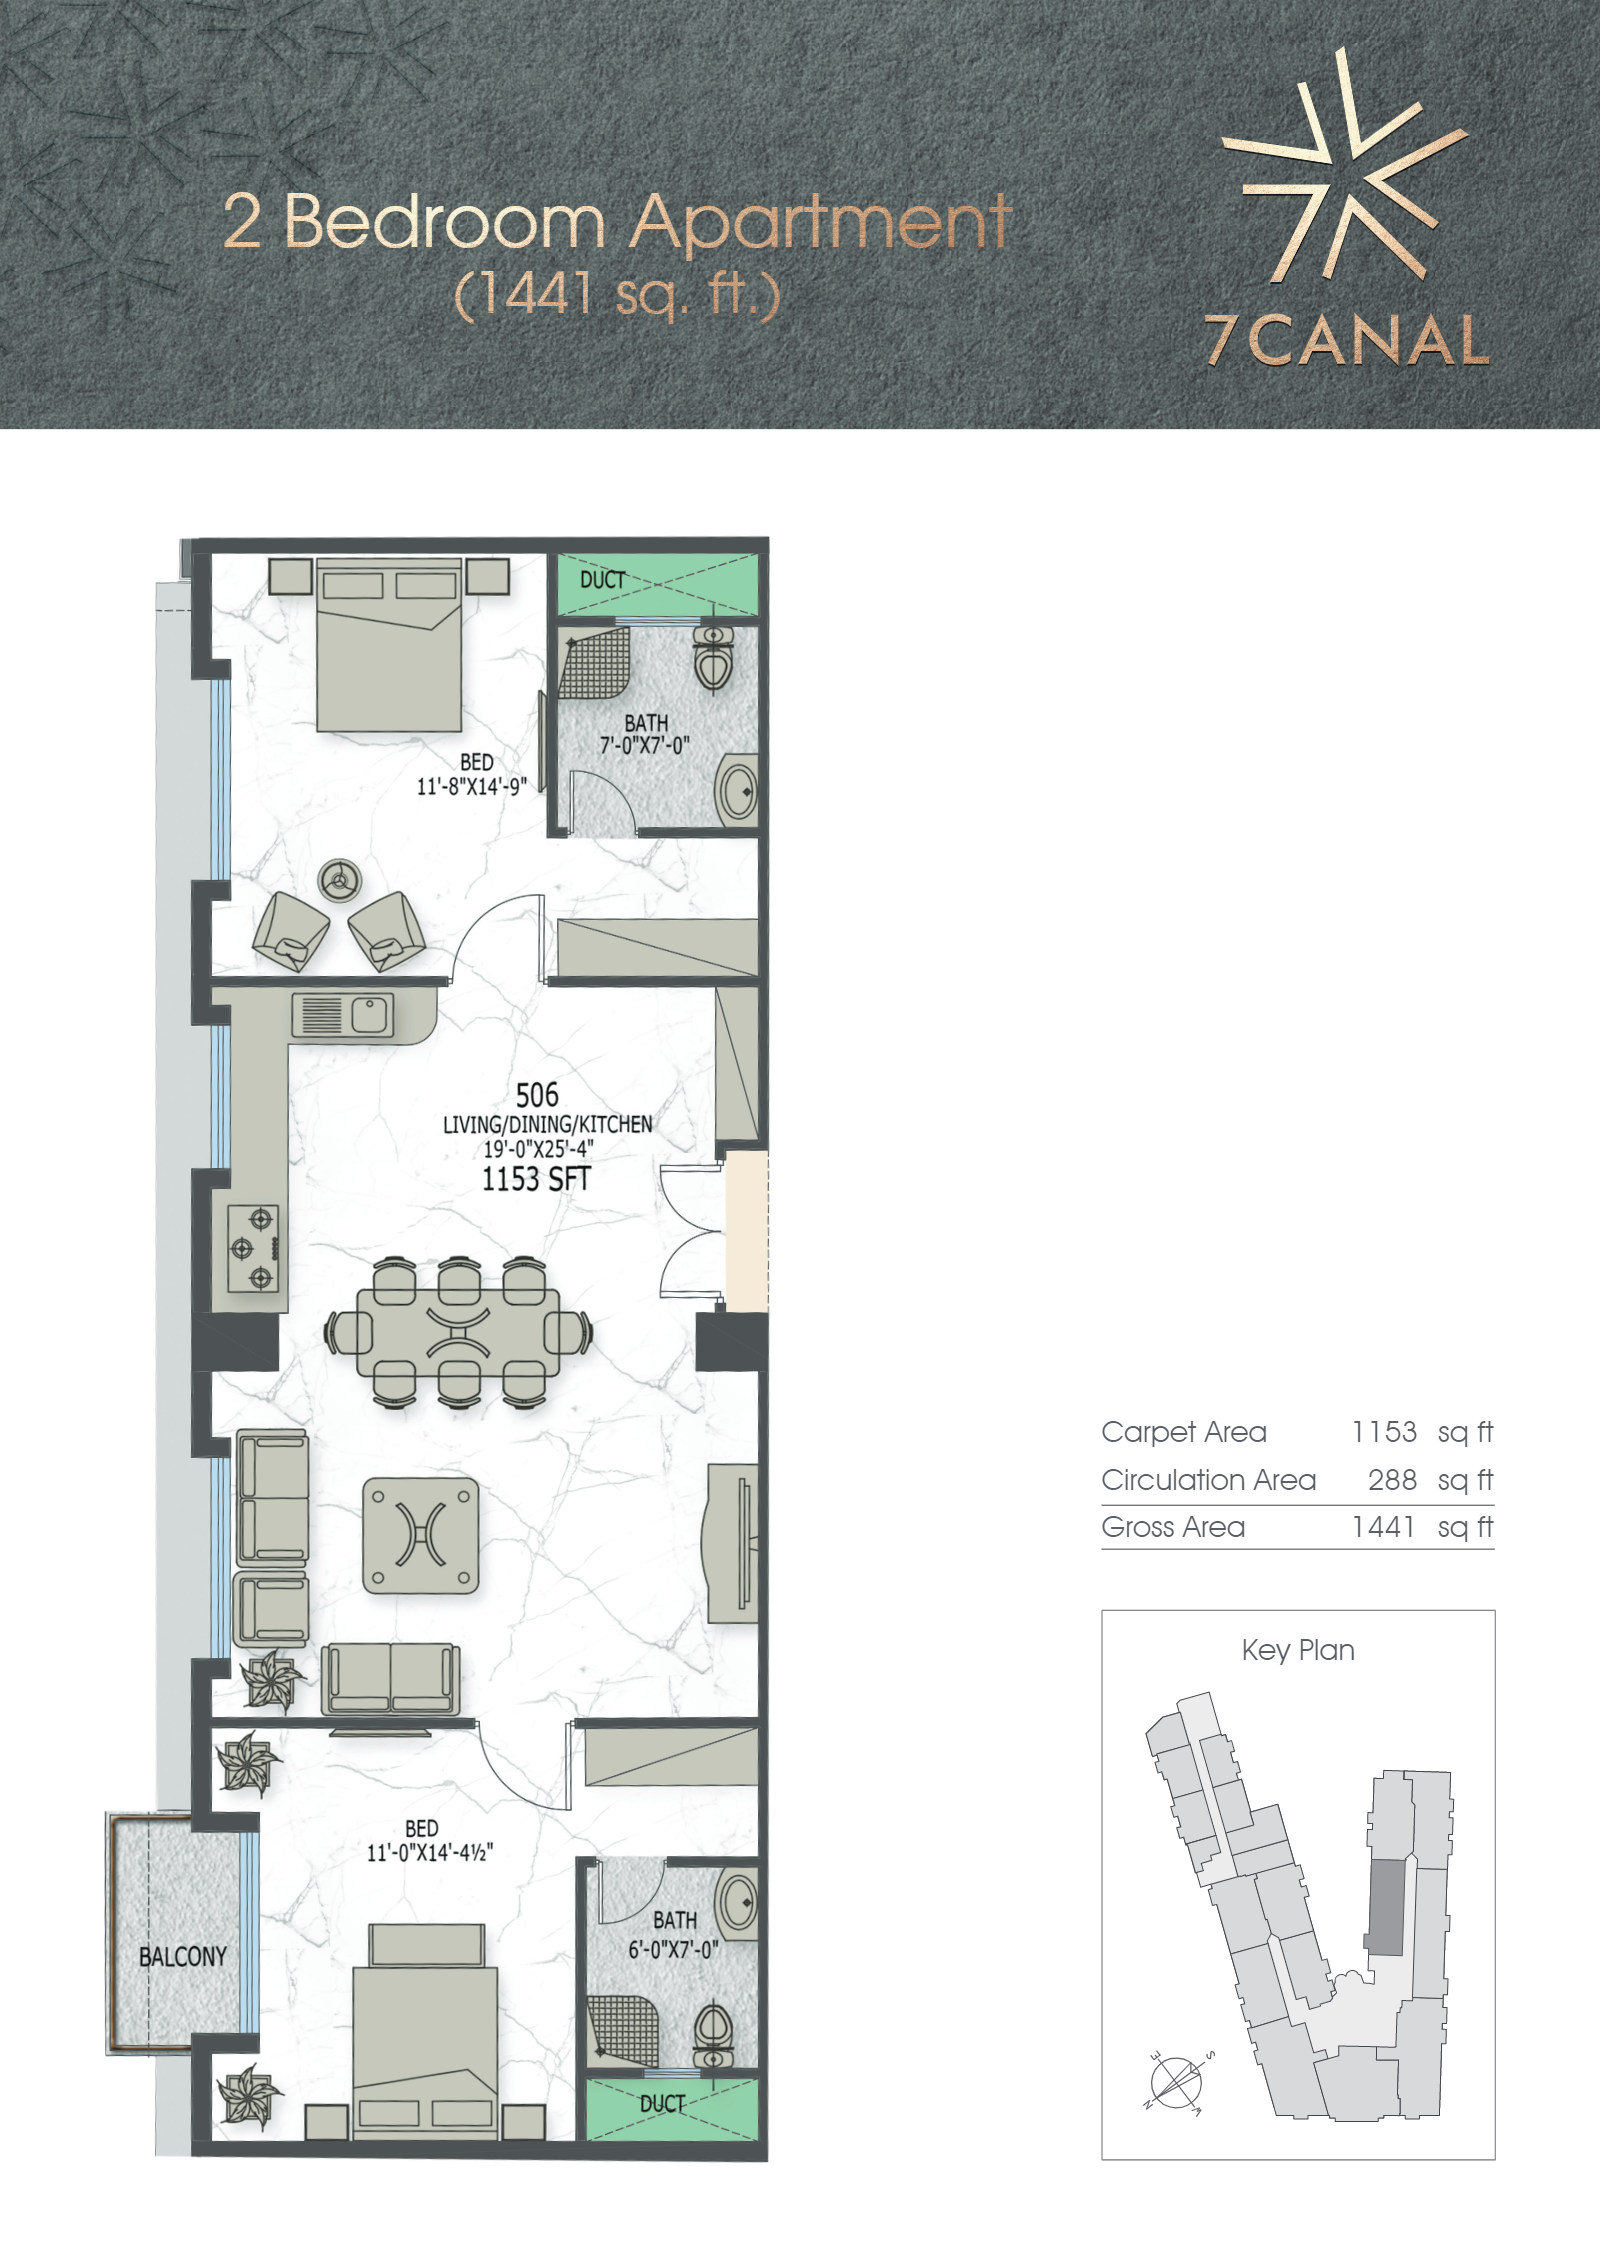 2 Bedroom Apartment
(1441 sq. ft.)
7CANAL
DUCT
BATH
7'-0"X7'-0"
BED
11'-8"X14'-9"
506
LIVING/DINING/KITCHEN
19'-0"X25'-4"
1153 SFT
BED
11'-0"X14'-4½"
BALCONY
BATH
6'-0"X7'-0"
DUCT
Carpet Area 1153 sq ft
Circulation Area 288 sq ft
Gross Area 1441 sq ft
Key Plan
E
S
N
W